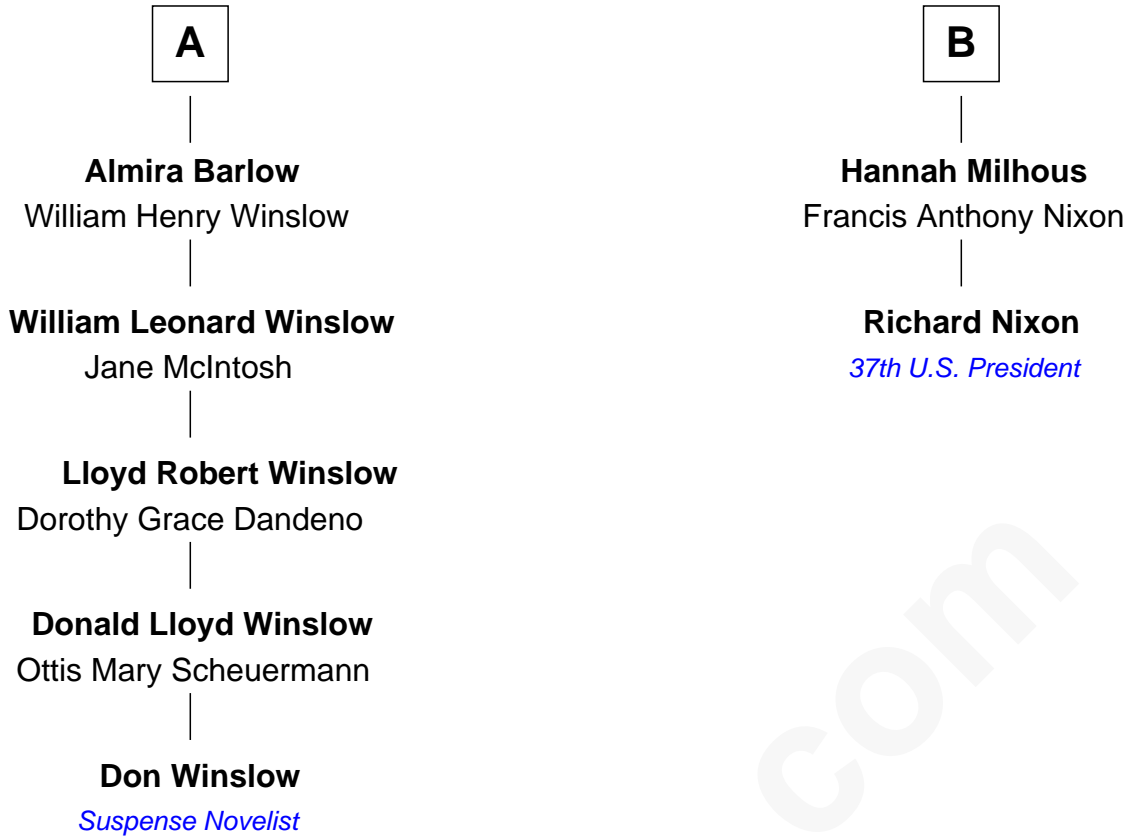 A
Almira Barlow
William Henry Winslow
William Leonard Winslow
Jane McIntosh
Lloyd Robert Winslow
Dorothy Grace Dandeno
Donald Lloyd Winslow
Ottis Mary Scheuermann
Don Winslow
Suspense Novelist
B
Hannah Milhous
Francis Anthony Nixon
Richard Nixon
37th U.S. President
com